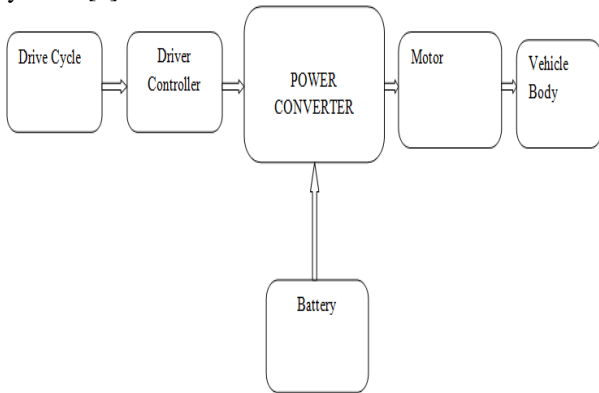 Drive Cycle
Driver
Controller
POWER
CONVERTER
Motor
Vehicle
Body
Battery